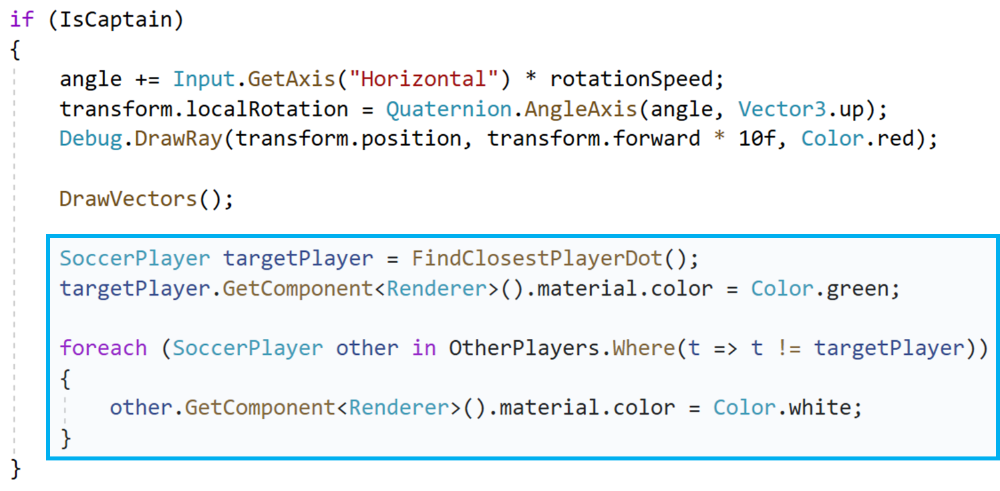 if (IsCaptain)
{
angle += Input.GetAxis("Horizontal") * rotationSpeed;
transform.localRotation = Quaternion.AngleAxis(angle, Vector3.up);
Debug.DrawRay(transform.position, transform.forward * 10f, Color.red);
DrawVectors();
SoccerPlayer targetPlayer = FindClosestPlayerDot();
targetPlayer.GetComponent<Renderer>().material.color = Color.green;
foreach (SoccerPlayer other in OtherPlayers.Where(t => t != targetPlayer))
{
other.GetComponent<Renderer>().material.color = Color.white;
}
}